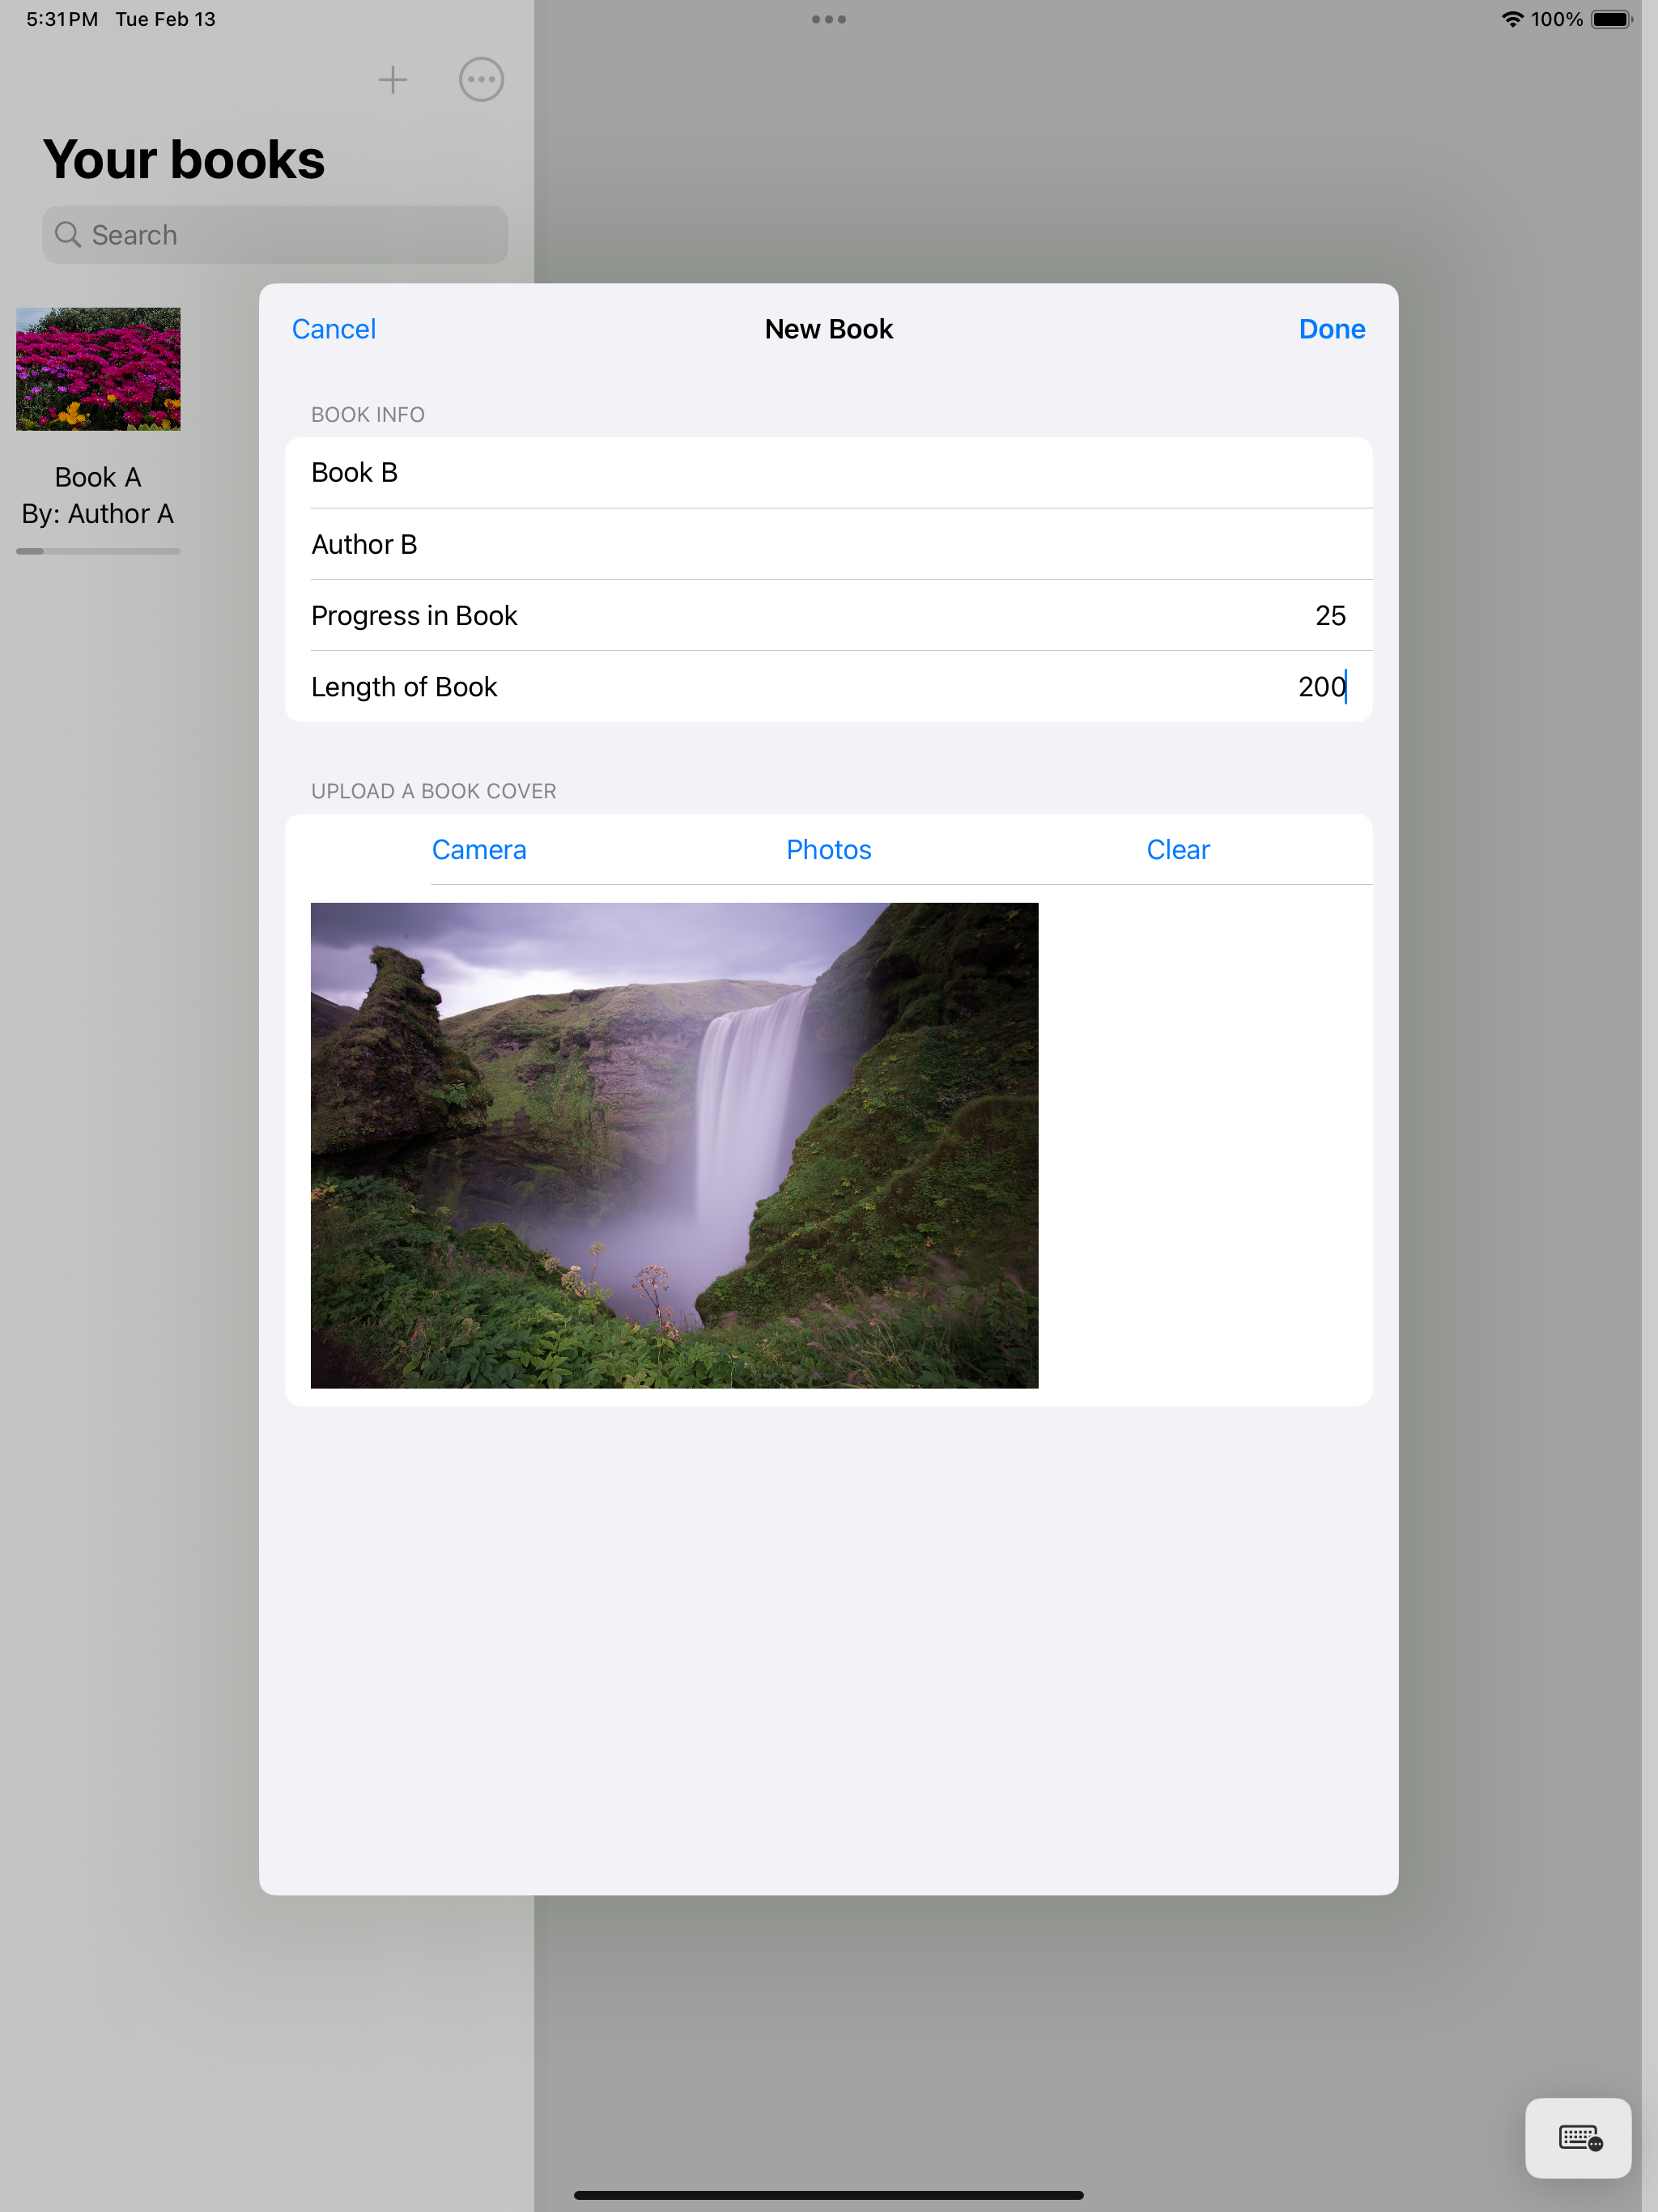 5:31 PM Tue Feb 13
100%
Your books
Search
Book A
By: Author A
Cancel New Book Done
BOOK INFO
Book B
Author B
Progress in Book 25
Length of Book 200
UPLOAD A BOOK COVER
Camera Photos Clear